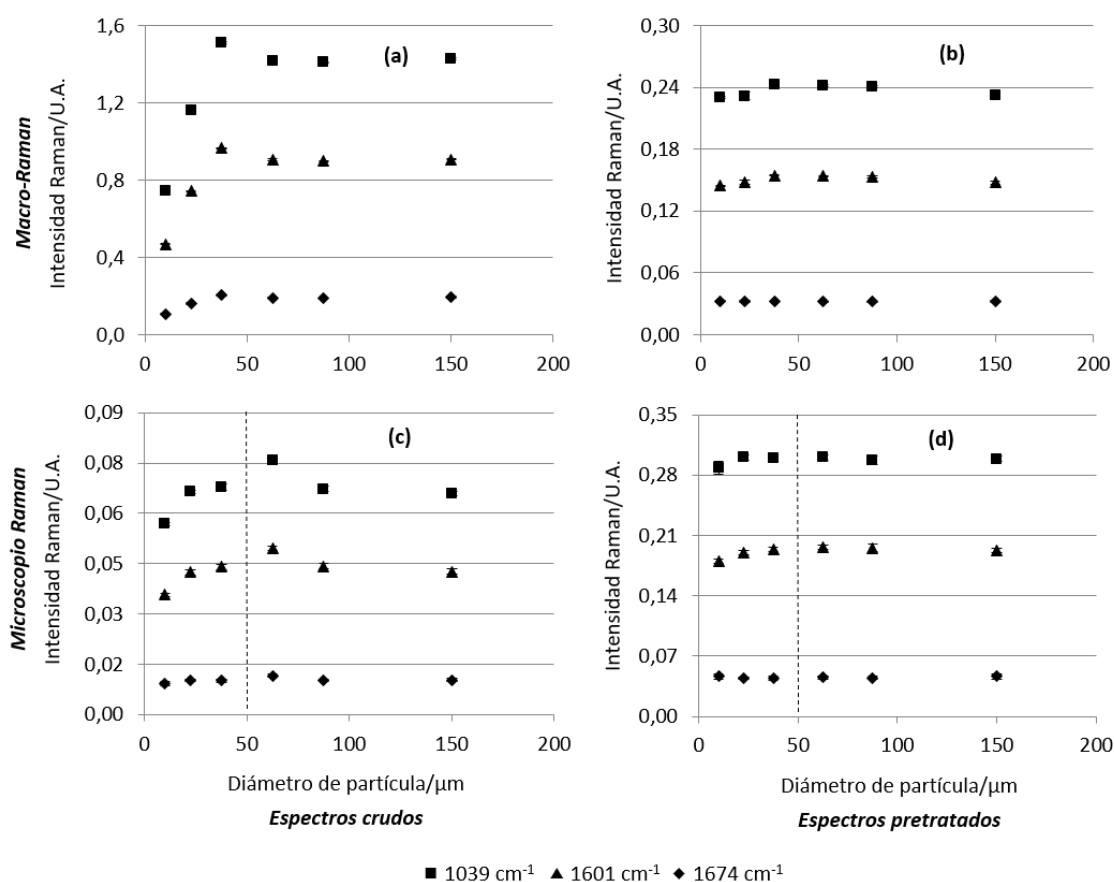 Macro-Raman
Intensidad Raman/U.A.
1,6
1,2
0,8
0,4
0,0
(a)
0 50 100 150 200
Intensidad Raman/U.A.
0,30
0,24
0,18
0,12
0,06
0,00
(b)
0 50 100 150 200
Microscopio Raman
Intensidad Raman/U.A.
0,09
0,08
0,06
0,05
0,03
0,02
0,00
(c)
0 50 100 150 200
Diámetro de partícula/µm
Espectros crudos
Intensidad Raman/U.A.
0,35
0,28
0,21
0,14
0,07
0,00
(d)
0 50 100 150 200
Diámetro de partícula/µm
Espectros pretratados
■ 1039 cm⁻¹ ▲ 1601 cm⁻¹ ◆ 1674 cm⁻¹